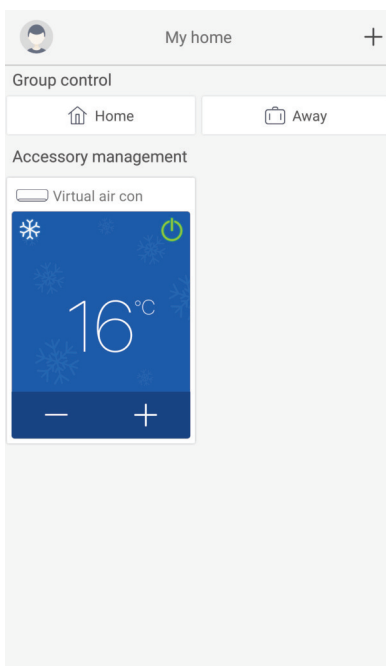 My home
Group control
Home
Away
Accessory management
Virtual air con
16°C